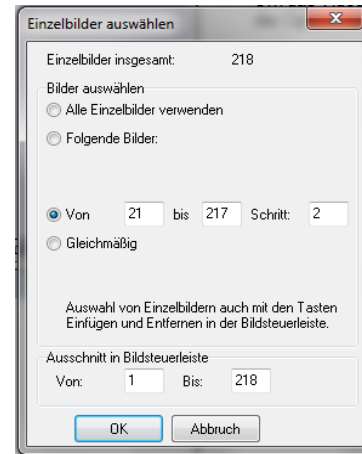 Einzelbilder auswählen
Einzelbilder insgesamt: 218
Bilder auswählen
Alle Einzelbilder verwenden
Folgende Bilder:
Von 21 bis 217 Schritt: 2
Gleichmäßig
Auswahl von Einzelbildern auch mit den Tasten
Einfügen und Entfernen in der Bildsteuerleiste.
Ausschnitt in Bildsteuerleiste
Von: 1 Bis: 218
OK Abbruch